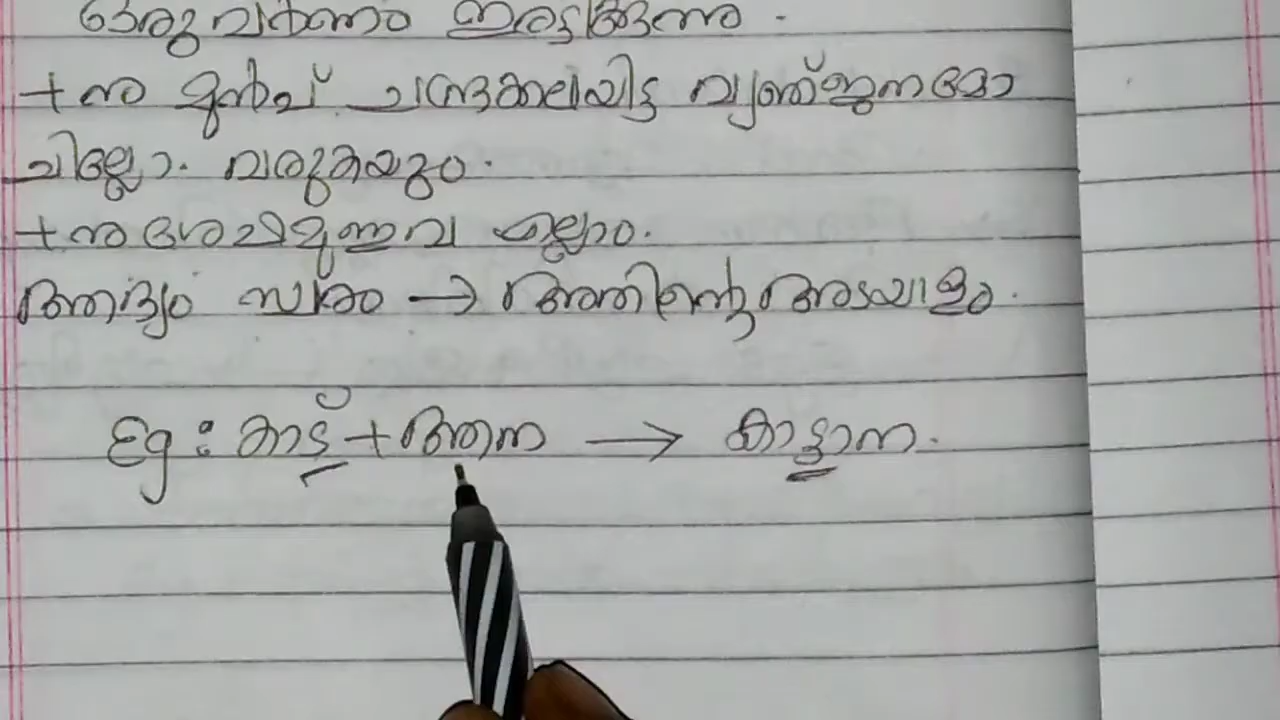 ഒരു വർണം ഇരട്ടിക്കുന്നു.
+നു മുൻപ് ചന്ദ്രക്കലയിട്ട വ്യഞ്ജനമോ
ചില്ലോ. വരുകയും.
+നു ശേഷമുള്ളവ എല്ലാം.
ആദ്യം സ്വരം → അതിന്റെ അടയാളം.
Eg: കാട് + ആന → കാട്ടാന.